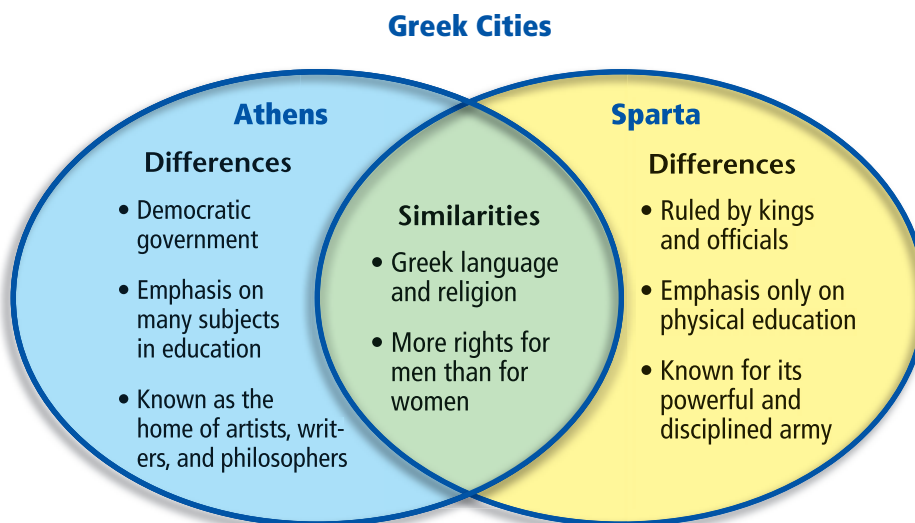 Greek Cities
Athens
Differences
• Democratic
government
• Emphasis on
many subjects
in education
• Known as the
home of artists, writ-
ers, and philosophers
Similarities
• Greek language
and religion
• More rights for
men than for
women
Sparta
Differences
• Ruled by kings
and officials
• Emphasis only on
physical education
• Known for its
powerful and
disciplined army